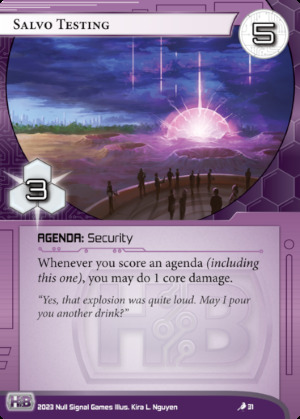 Salvo Testing
5
3
AGENDA: Security
Whenever you score an agenda (including
this one), you may do 1 core damage.
“Yes, that explosion was quite loud. May I pour
you another drink?”
HB
HB
2023 Null Signal Games Illus. Kira L. Nguyen
31